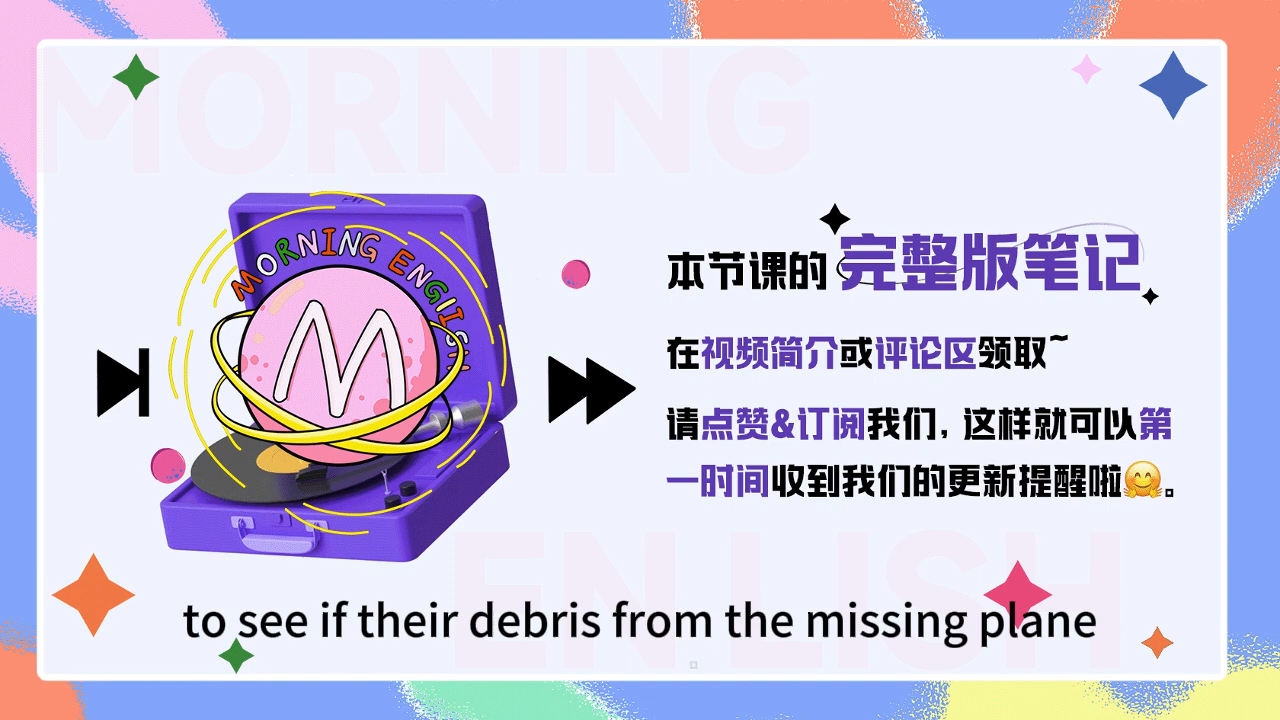 MORNING
MORNING ENGlISH
M
本节课的 完整版笔记
在视频简介或评论区领取~
请点赞&订阅我们，这样就可以第
一时间收到我们的更新提醒啦🤗。
EN LISH
to see if their debris from the missing plane